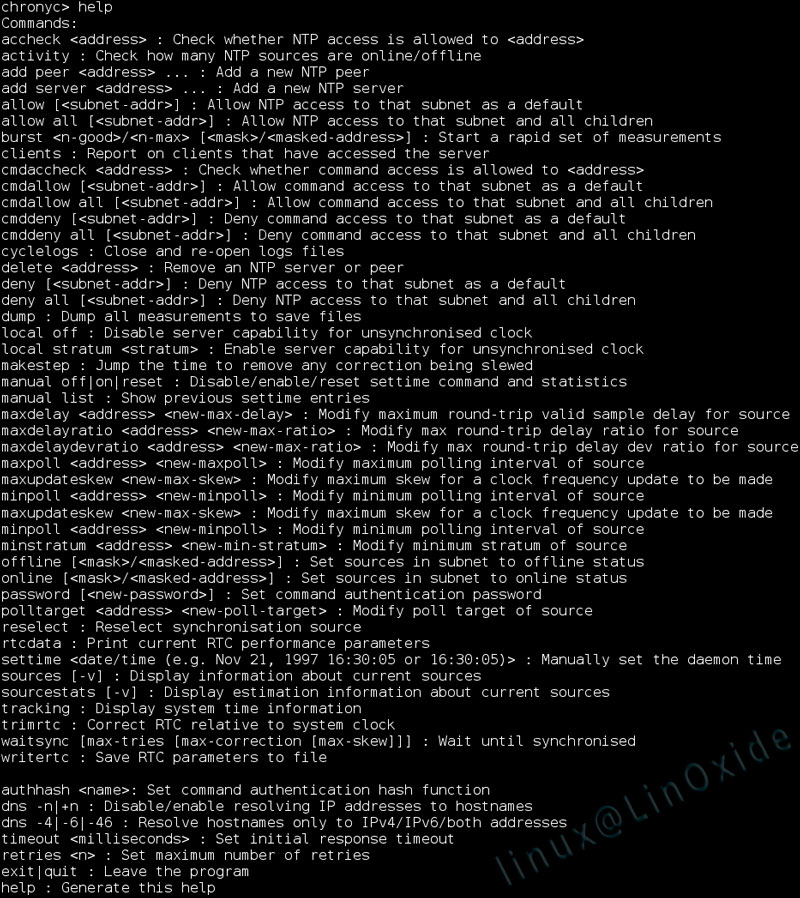 chronyc> help
Commands:
accheck <address> : Check whether NTP access is allowed to <address>
activity : Check how many NTP sources are online/offline
add peer <address> ... : Add a new NTP peer
add server <address> ... : Add a new NTP server
allow [<subnet-addr>] : Allow NTP access to that subnet as a default
allow all [<subnet-addr>] : Allow NTP access to that subnet and all children
burst <n-good>/<n-max> [<mask>/<masked-address>] : Start a rapid set of measurements
clients : Report on clients that have accessed the server
cmdaccheck <address> : Check whether command access is allowed to <address>
cmdallow [<subnet-addr>] : Allow command access to that subnet as a default
cmdallow all [<subnet-addr>] : Allow command access to that subnet and all children
cmddeny [<subnet-addr>] : Deny command access to that subnet as a default
cmddeny all [<subnet-addr>] : Deny command access to that subnet and all children
cyclelogs : Close and re-open logs files
delete <address> : Remove an NTP server or peer
deny [<subnet-addr>] : Deny NTP access to that subnet as a default
deny all [<subnet-addr>] : Deny NTP access to that subnet and all children
dump : Dump all measurements to save files
local off : Disable server capability for unsynchronised clock
local stratum <stratum> : Enable server capability for unsynchronised clock
makestep : Jump the time to remove any correction being slewed
manual off|on|reset : Disable/enable/reset settime command and statistics
manual list : Show previous settime entries
maxdelay <address> <new-max-delay> : Modify maximum round-trip valid sample delay for source
maxdelayratio <address> <new-max-ratio> : Modify max round-trip delay ratio for source
maxdelaydevratio <address> <new-max-ratio> : Modify max round-trip delay dev ratio for source
maxpoll <address> <new-maxpoll> : Modify maximum polling interval of source
maxupdateskew <new-max-skew> : Modify maximum skew for a clock frequency update to be made
minpoll <address> <new-minpoll> : Modify minimum polling interval of source
maxupdateskew <new-max-skew> : Modify maximum skew for a clock frequency update to be made
minpoll <address> <new-minpoll> : Modify minimum polling interval of source
minstratum <address> <new-min-stratum> : Modify minimum stratum of source
offline [<mask>/<masked-address>] : Set sources in subnet to offline status
online [<mask>/<masked-address>] : Set sources in subnet to online status
password [<new-password>] : Set command authentication password
polltarget <address> <new-poll-target> : Modify poll target of source
reselect : Reselect synchronisation source
rtcdata : Print current RTC performance parameters
settime <date/time (e.g. Nov 21, 1997 16:30:05 or 16:30:05)> : Manually set the daemon time
sources [-v] : Display information about current sources
sourcestats [-v] : Display estimation information about current sources
tracking : Display system time information
trimrtc : Correct RTC relative to system clock
waitsync [max-tries [max-correction [max-skew]]] : Wait until synchronised
writertc : Save RTC parameters to file

authhash <name>: Set command authentication hash function
dns -n|+n : Disable/enable resolving IP addresses to hostnames
dns -4|-6|-46 : Resolve hostnames only to IPv4/IPv6/both addresses
timeout <milliseconds> : Set initial response timeout
retries <n> : Set maximum number of retries
exit|quit : Leave the program
help : Generate this help
linux@LinOxide